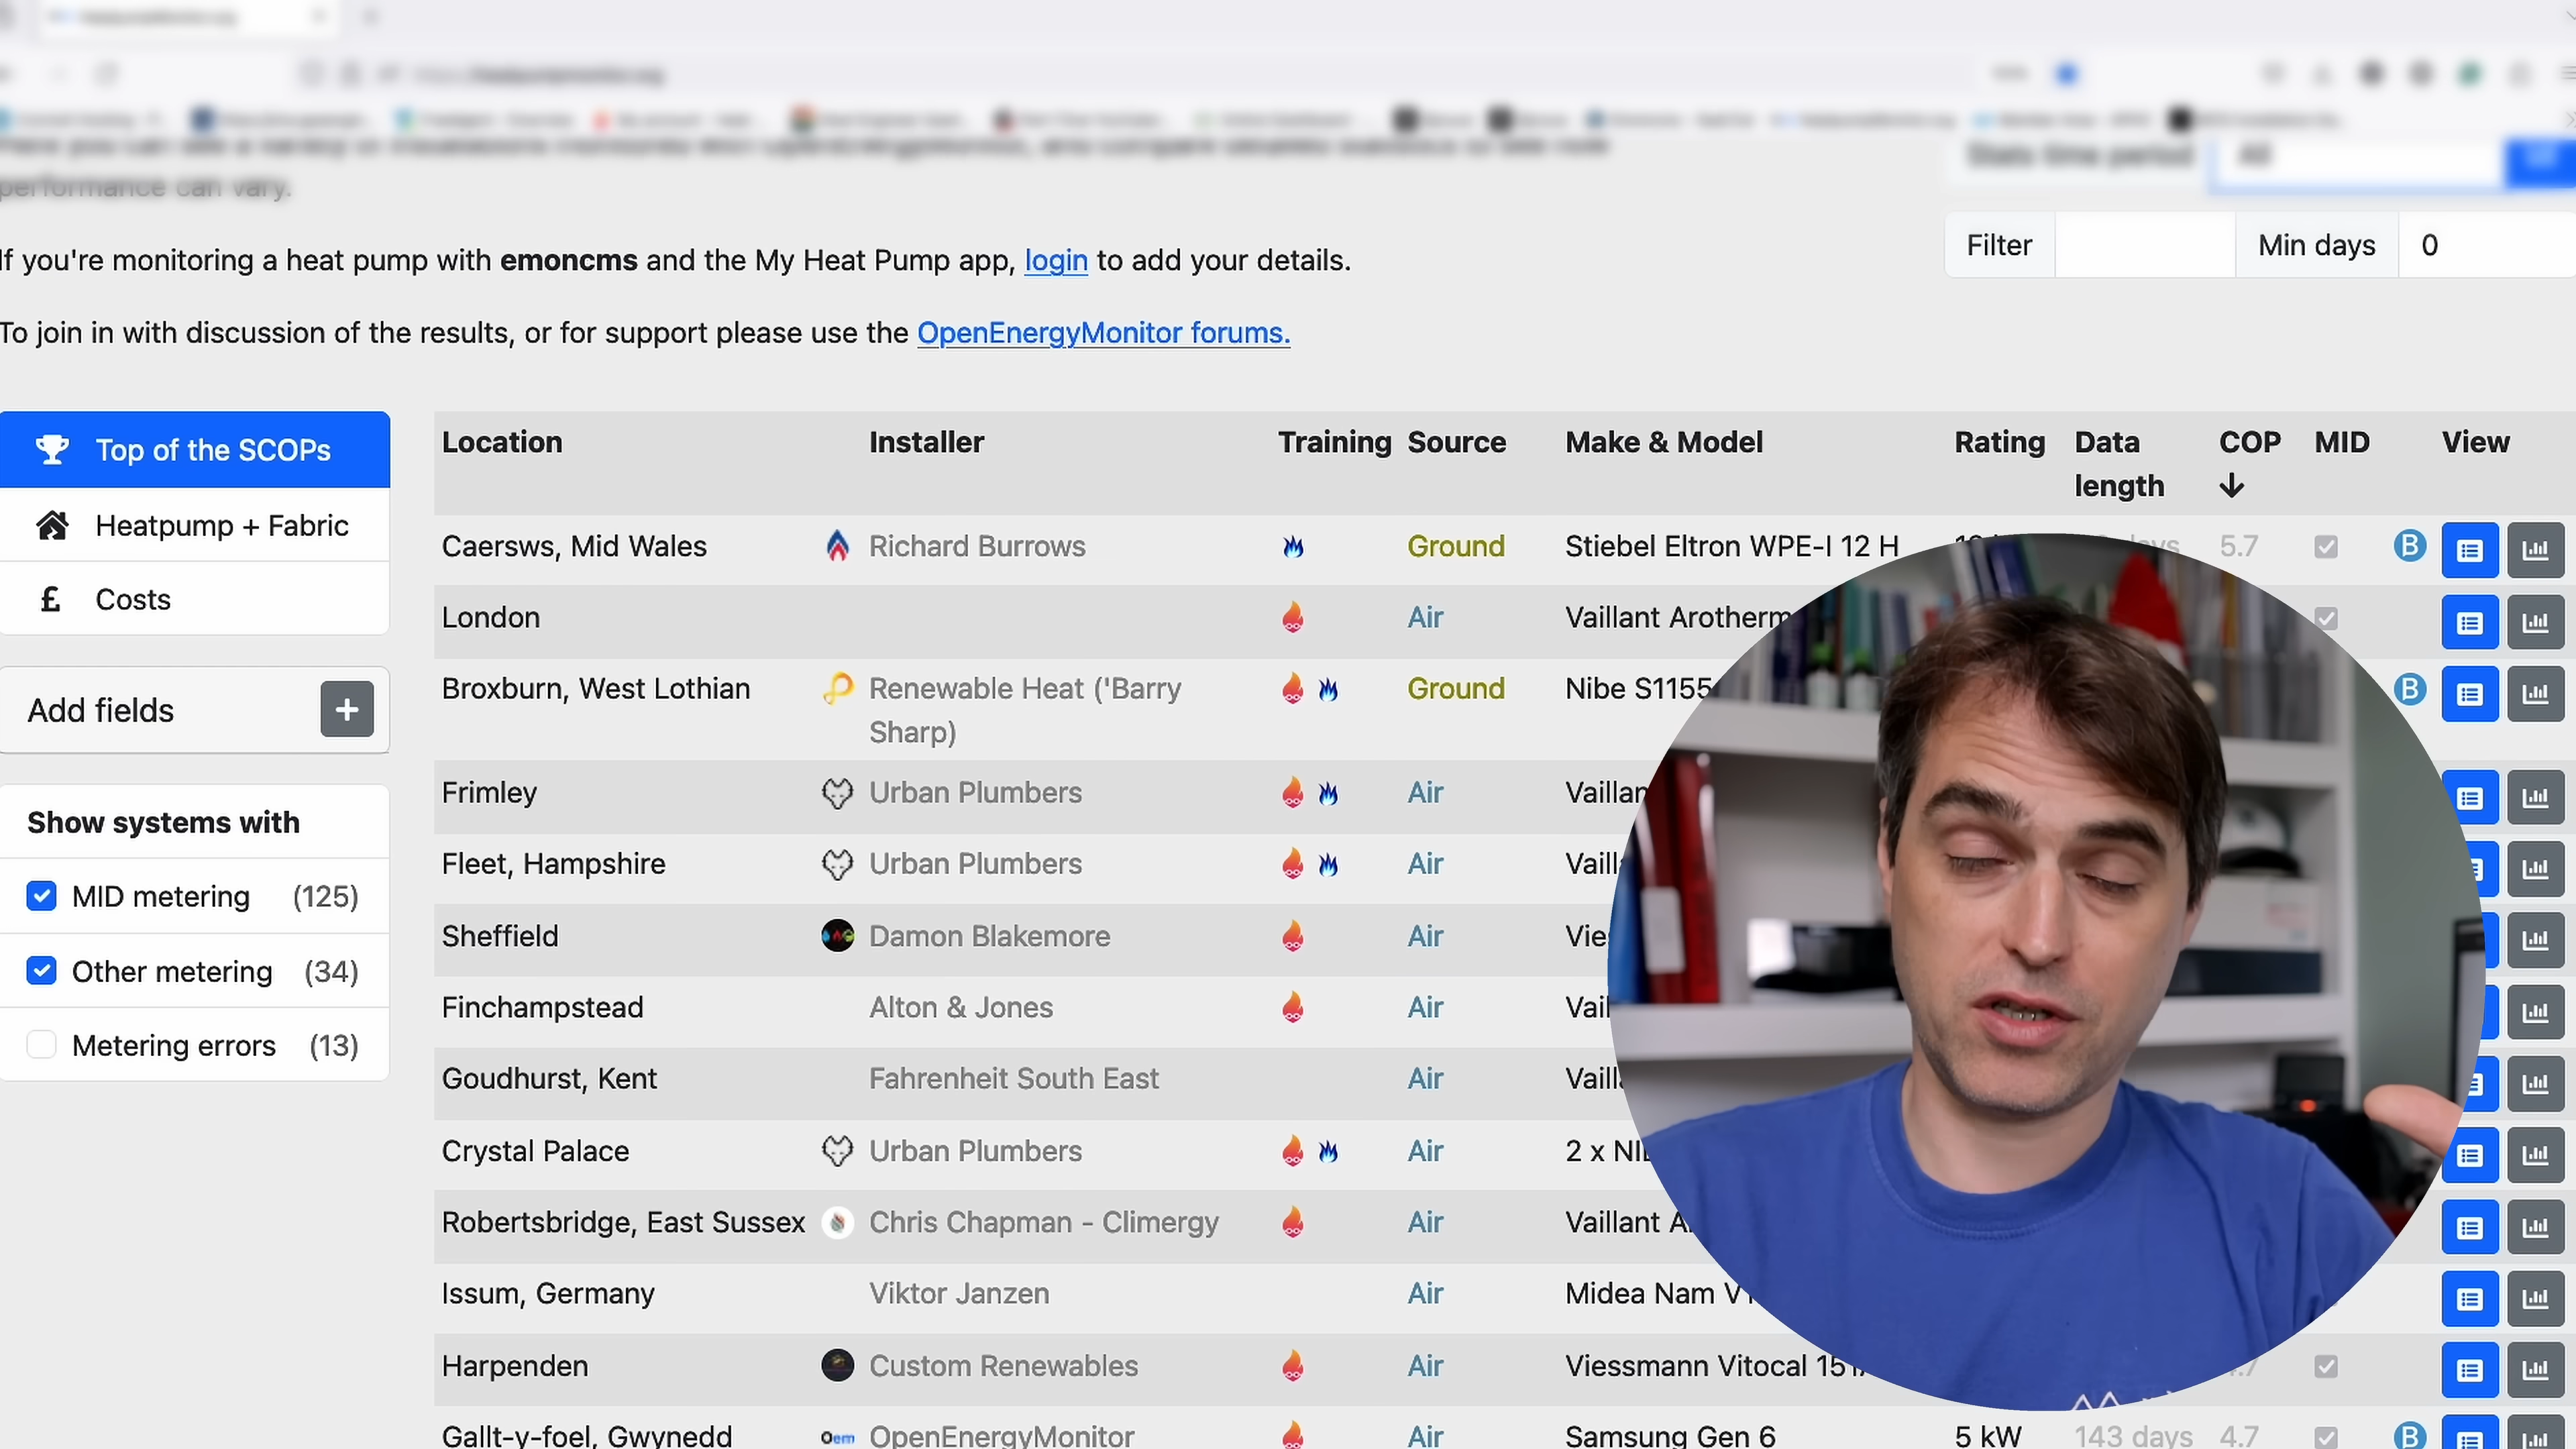 performance can vary.
Stats time period All
If you're monitoring a heat pump with emoncms and the My Heat Pump app, login to add your details.
Filter Min days 0
To join in with discussion of the results, or for support please use the OpenEnergyMonitor forums.
Top of the SCOPs
Heatpump + Fabric
£ Costs
Add fields +
Show systems with
MID metering (125)
Other metering (34)
Metering errors (13)
Location Installer Training Source Make & Model Rating Data length COP MID View
Caersws, Mid Wales Richard Burrows Ground Stiebel Eltron WPE-I 12 H 5.7 B
London Air Vaillant Arotherm
Broxburn, West Lothian Renewable Heat ('Barry Ground Nibe S1155 B
Sharp)
Frimley Urban Plumbers Air
Fleet, Hampshire Urban Plumbers Air
Sheffield Damon Blakemore Air
Finchampstead Alton & Jones Air
Goudhurst, Kent Fahrenheit South East Air
Crystal Palace Urban Plumbers Air 2 x
Robertsbridge, East Sussex Chris Chapman - Climergy Air Vaillant
Issum, Germany Viktor Janzen Air Midea Nam
Harpenden Custom Renewables Air Viessmann Vitocal
Gallt-y-foel, Gwynedd Oem OpenEnergyMonitor Air Samsung Gen 6 5 kW 143 days 4.7 B